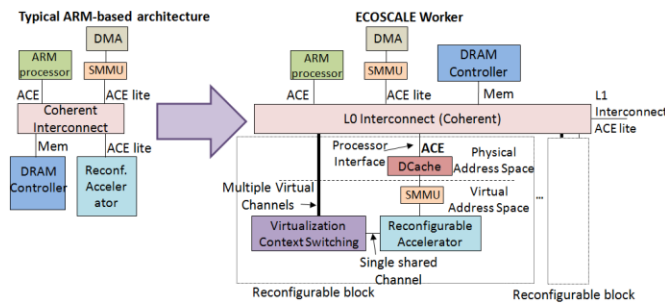 Typical ARM-based architecture
DMA
ARM
processor
SMMU
ACE
ACE lite
Coherent
Interconnect
Mem
ACE lite
DRAM
Controller
Reconf.
Acceler
ator
ECOSCALE Worker
DMA
ARM
processor
SMMU
DRAM
Controller
ACE
ACE lite
Mem
L1
Interconnect
ACE lite
L0 Interconnect (Coherent)
Processor
Interface
ACE
Physical
Address Space
DCache
Multiple Virtual
Channels
SMMU
Virtual
Address Space
...
Virtualization
Context Switching
Reconfigurable
Accelerator
Single shared
Channel
Reconfigurable block
Reconfigurable block